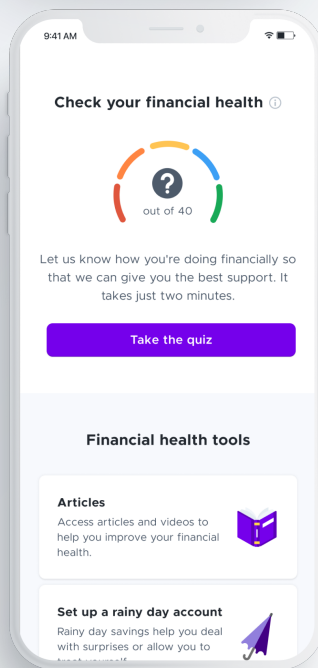 9:41 AM
Check your financial health
?
out of 40
Let us know how you're doing financially so
that we can give you the best support. It
takes just two minutes.
Take the quiz
Financial health tools
Articles
Access articles and videos to
help you improve your financial
health.
Set up a rainy day account
Rainy day savings help you deal
with surprises or allow you to
treat yourself